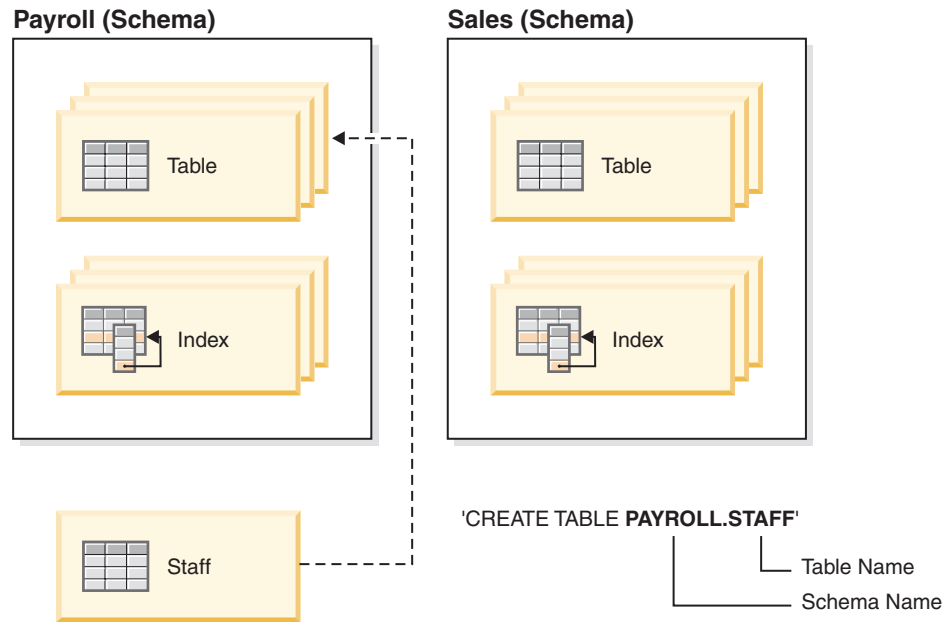 Payroll (Schema)
Sales (Schema)
Table
Table
Index
Index
Staff
'CREATE TABLE PAYROLL.STAFF'
Table Name
Schema Name